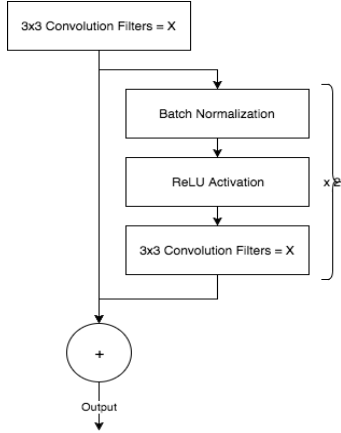 3x3 Convolution Filters = X
Batch Normalization
ReLU Activation
x 2
3x3 Convolution Filters = X
+
Output